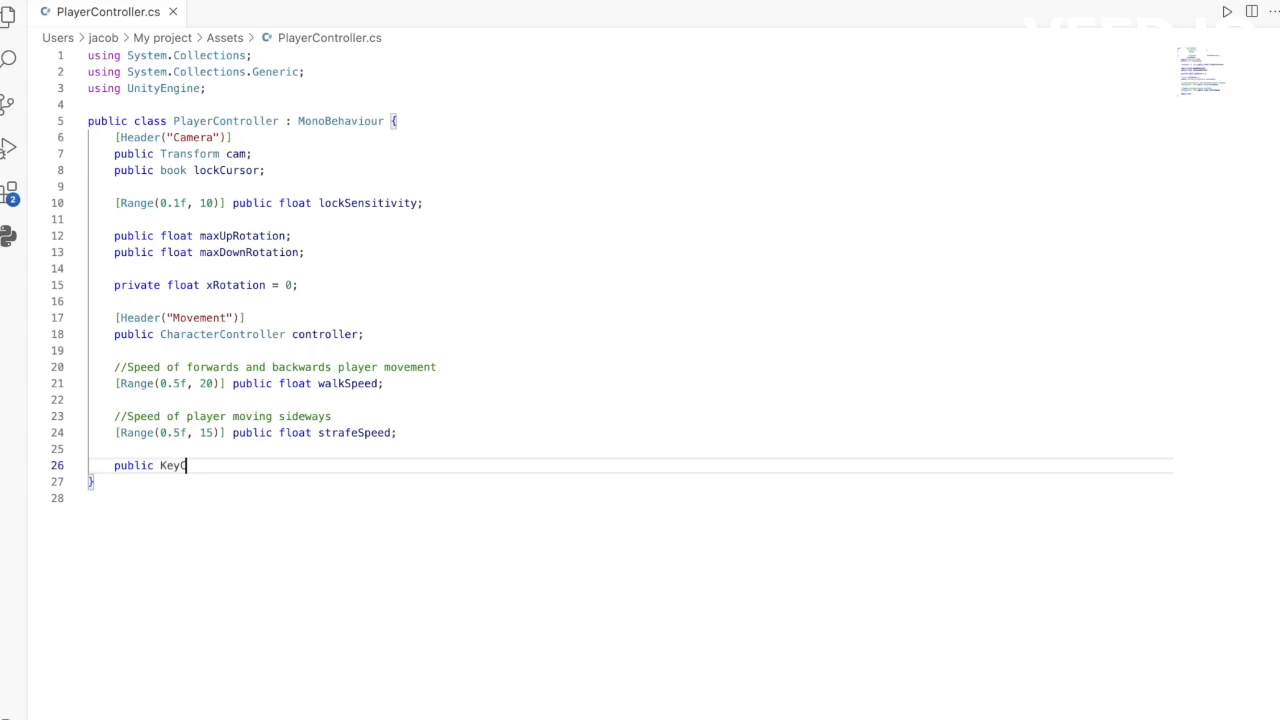 PlayerController.cs
Users > jacob > My project > Assets > PlayerController.cs
1 using System.Collections;
2 using System.Collections.Generic;
3 using UnityEngine;
4
5 public class PlayerController : MonoBehaviour {
6 [Header("Camera")]
7 public Transform cam;
8 public book lockCursor;
9
10 [Range(0.1f, 10)] public float lockSensitivity;
11
12 public float maxUpRotation;
13 public float maxDownRotation;
14
15 private float xRotation = 0;
16
17 [Header("Movement")]
18 public CharacterController controller;
19
20 //Speed of forwards and backwards player movement
21 [Range(0.5f, 20)] public float walkSpeed;
22
23 //Speed of player moving sideways
24 [Range(0.5f, 15)] public float strafeSpeed;
25
26 public KeyC
27 }
28
2